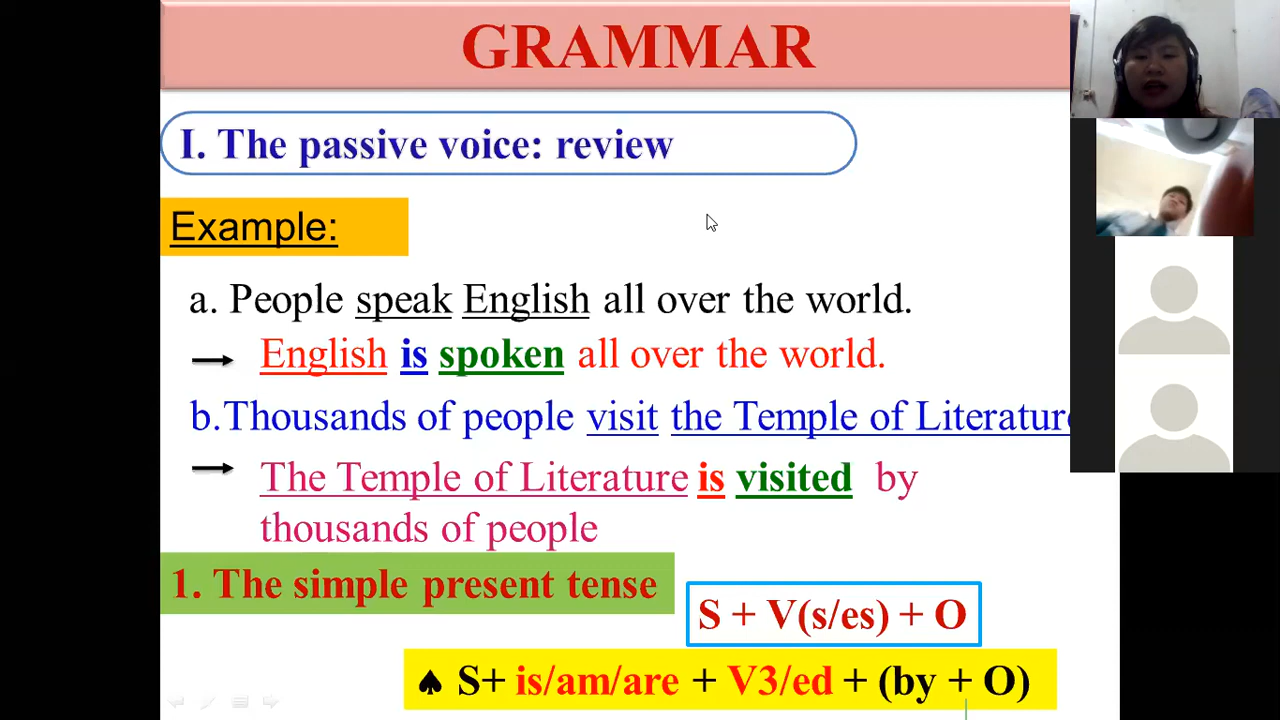 GRAMMAR
I. The passive voice: review
Example:
a. People speak English all over the world.
English is spoken all over the world.
b.Thousands of people visit the Temple of Literature
The Temple of Literature is visited by
thousands of people
1. The simple present tense
S + V(s/es) + O
♠ S+ is/am/are + V3/ed + (by + O)